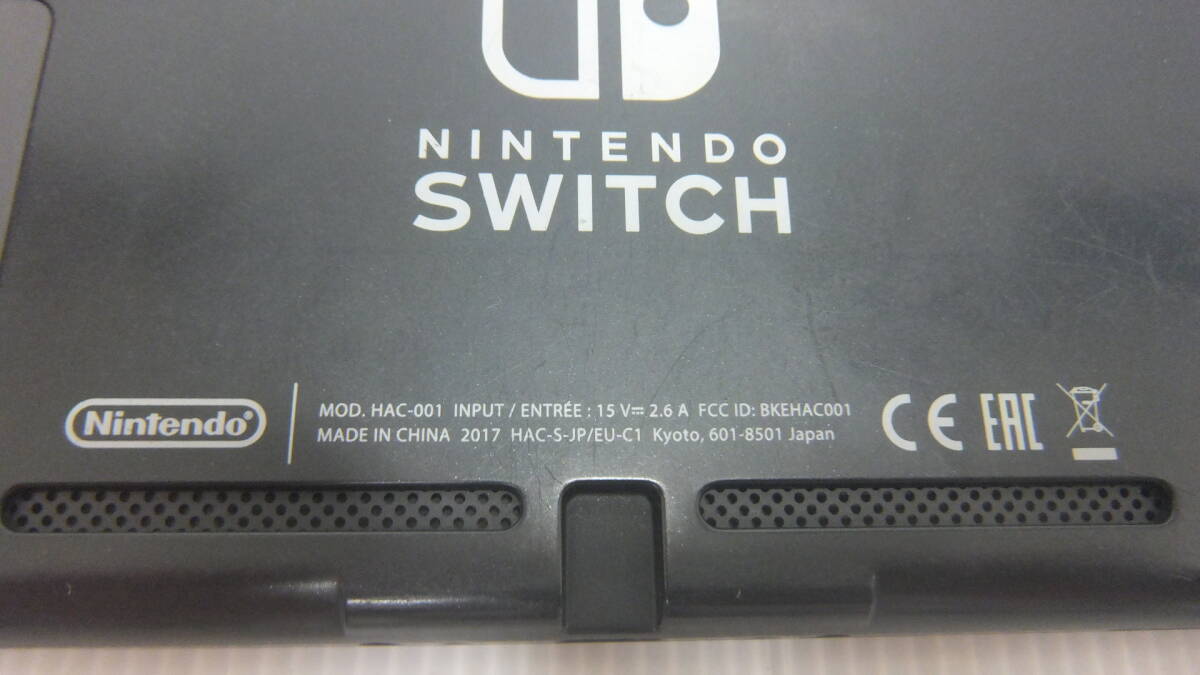 NINTENDO
SWITCH
Nintendo®
MOD. HAC-001 INPUT / ENTRÉE : 15 V⎓ 2.6 A FCC ID: BKEHAC001
MADE IN CHINA 2017 HAC-S-JP/EU-C1 Kyoto, 601-8501 Japan
CE EAC